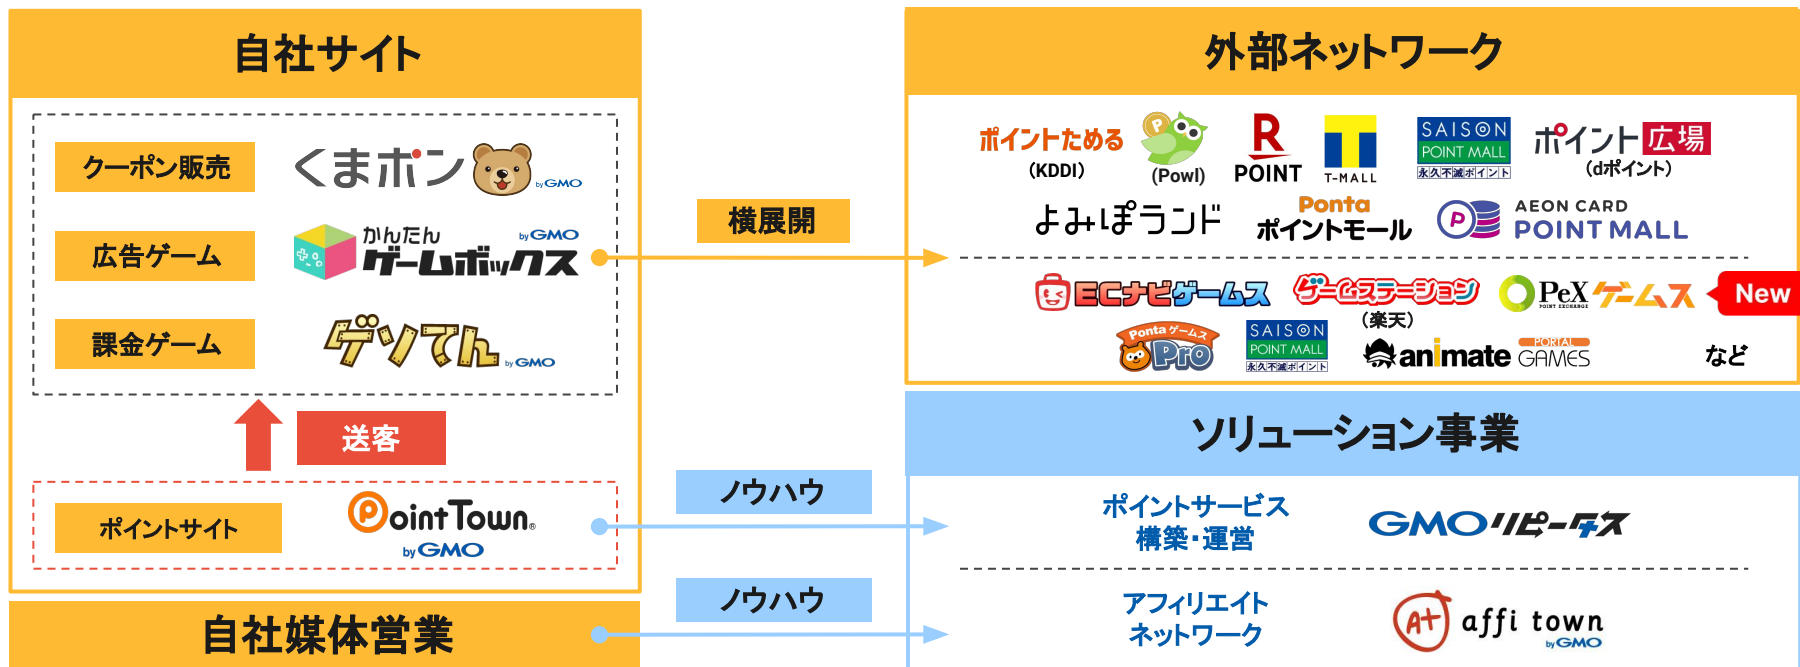 自社サイト
クーポン販売
くまポン
by GMO
広告ゲーム
かんたん
by GMO
ゲームボックス
課金ゲーム
ゲソてん
by GMO
送客
ポイントサイト
PointTown®
by GMO
自社媒体営業
横展開
ノウハウ
ノウハウ
外部ネットワーク
ポイントためる
(KDDI)
P
(Powl)
R
POINT
T
T-MALL
SAISON
POINT MALL
永久不滅ポイント
ポイント広場
(dポイント)
よみぽランド
Ponta
ポイントモール
P
AEON CARD
POINT MALL
ECナビゲームス
ゲームステーション
(楽天)
PeX
POINT EXCHANGE
ゲームス
New
Pontaゲームス
Pro
SAISON
POINT MALL
永久不滅ポイント
animate
PORTAL
GAMES
など
ソリューション事業
ポイントサービス
構築・運営
GMOリピータス
アフィリエイト
ネットワーク
A+
affi town
by GMO